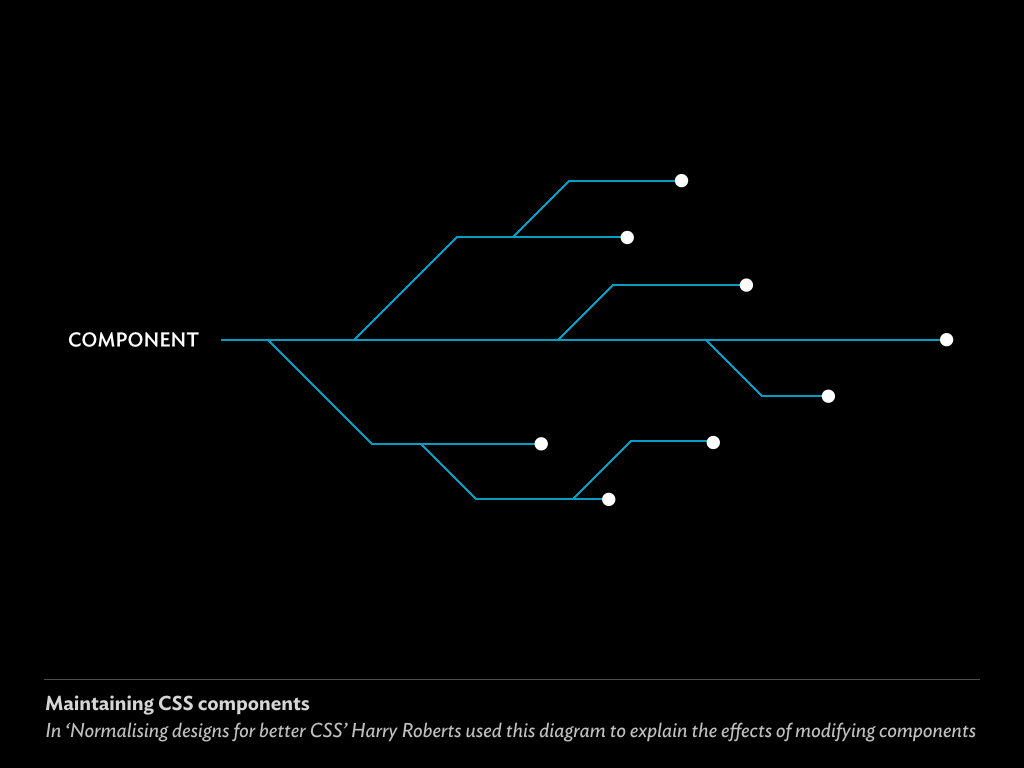 COMPONENT
Maintaining CSS components
In ‘Normalising designs for better CSS’ Harry Roberts used this diagram to explain the effects of modifying components